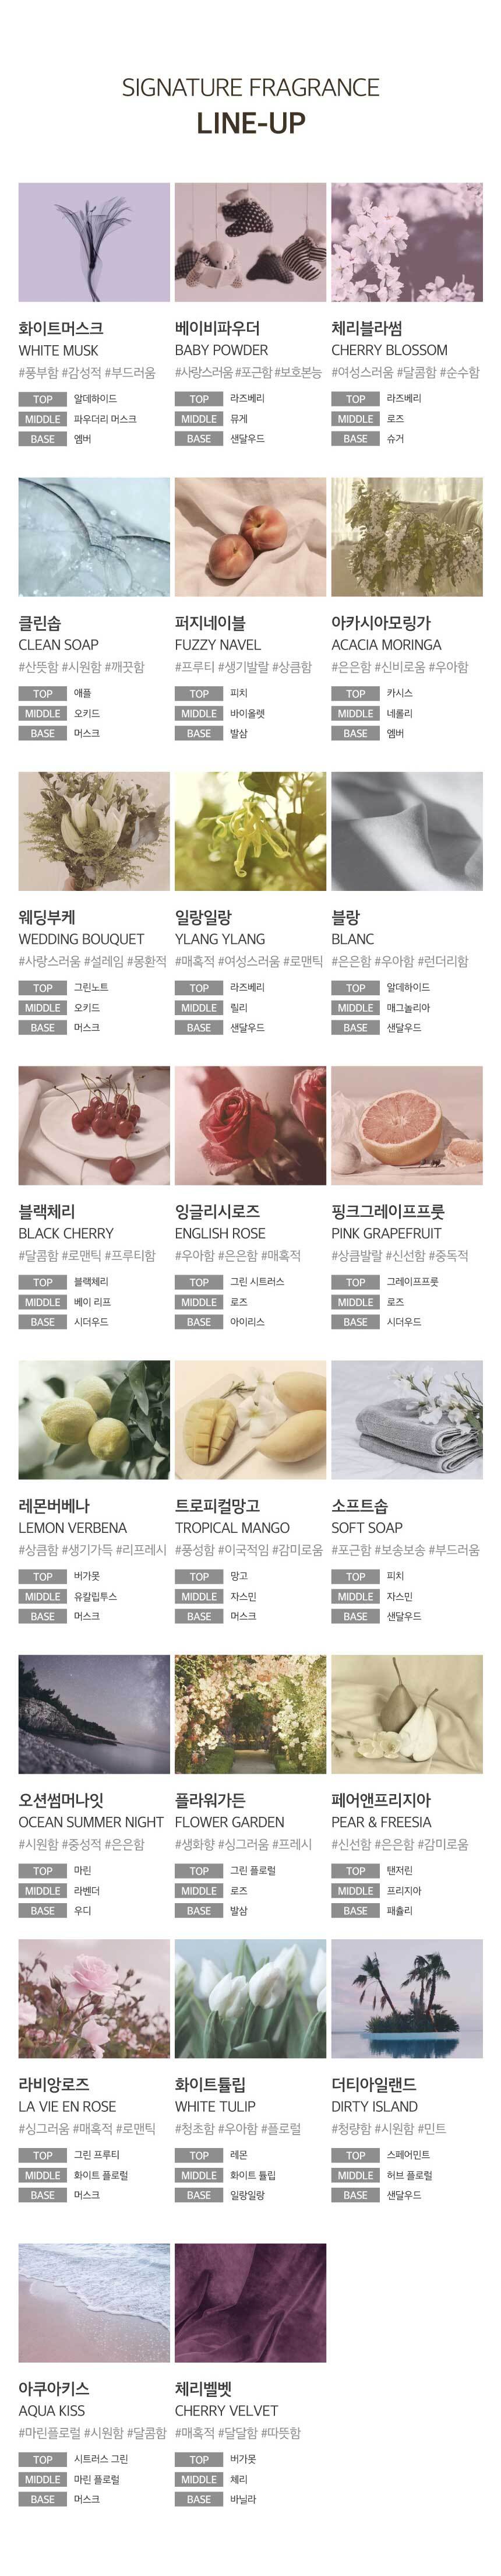 SIGNATURE FRAGRANCE
LINE-UP
화이트머스크
WHITE MUSK
#풍부함 #감성적 #부드러움
TOP 알데하이드
MIDDLE 파우더리 머스크
BASE 엠버
베이비파우더
BABY POWDER
#사랑스러움 #포근함 #보호본능
TOP 라즈베리
MIDDLE 뮤게
BASE 샌달우드
체리블라썸
CHERRY BLOSSOM
#여성스러움 #달콤함 #순수함
TOP 라즈베리
MIDDLE 로즈
BASE 슈거
클린솝
CLEAN SOAP
#산뜻함 #시원함 #깨끗함
TOP 애플
MIDDLE 오키드
BASE 머스크
퍼지네이블
FUZZY NAVEL
#프루티 #생기발랄 #상큼함
TOP 피치
MIDDLE 바이올렛
BASE 발삼
아카시아모링가
ACACIA MORINGA
#은은함 #신비로움 #우아함
TOP 카시스
MIDDLE 네롤리
BASE 엠버
웨딩부케
WEDDING BOUQUET
#사랑스러움 #설레임 #몽환적
TOP 그린노트
MIDDLE 오키드
BASE 머스크
일랑일랑
YLANG YLANG
#매혹적 #여성스러움 #로맨틱
TOP 라즈베리
MIDDLE 릴리
BASE 샌달우드
블랑
BLANC
#은은함 #우아함 #런더리함
TOP 알데하이드
MIDDLE 매그놀리아
BASE 샌달우드
블랙체리
BLACK CHERRY
#달콤함 #로맨틱 #프루티함
TOP 블랙체리
MIDDLE 베이 리프
BASE 시더우드
잉글리시로즈
ENGLISH ROSE
#우아함 #은은함 #매혹적
TOP 그린 시트러스
MIDDLE 로즈
BASE 아이리스
핑크그레이프프룻
PINK GRAPEFRUIT
#상큼발랄 #신선함 #중독적
TOP 그레이프프룻
MIDDLE 로즈
BASE 시더우드
레몬버베나
LEMON VERBENA
#상큼함 #생기가득 #리프레시
TOP 버가못
MIDDLE 유칼립투스
BASE 머스크
트로피컬망고
TROPICAL MANGO
#풍성함 #이국적임 #감미로움
TOP 망고
MIDDLE 자스민
BASE 머스크
소프트솝
SOFT SOAP
#포근함 #보송보송 #부드러움
TOP 피치
MIDDLE 자스민
BASE 샌달우드
오션썸머나잇
OCEAN SUMMER NIGHT
#시원함 #중성적 #은은함
TOP 마린
MIDDLE 라벤더
BASE 우디
플라워가든
FLOWER GARDEN
#생화향 #싱그러움 #프레시
TOP 그린 플로럴
MIDDLE 로즈
BASE 발삼
페어앤프리지아
PEAR & FREESIA
#신선함 #은은함 #감미로움
TOP 탠저린
MIDDLE 프리지아
BASE 패츌리
라비앙로즈
LA VIE EN ROSE
#싱그러움 #매혹적 #로맨틱
TOP 그린 프루티
MIDDLE 화이트 플로럴
BASE 머스크
화이트튤립
WHITE TULIP
#청초함 #우아함 #플로럴
TOP 레몬
MIDDLE 화이트 튤립
BASE 일랑일랑
더티아일랜드
DIRTY ISLAND
#청량함 #시원함 #민트
TOP 스페어민트
MIDDLE 허브 플로럴
BASE 샌달우드
아쿠아키스
AQUA KISS
#마린플로럴 #시원함 #달콤함
TOP 시트러스 그린
MIDDLE 마린 플로럴
BASE 머스크
체리벨벳
CHERRY VELVET
#매혹적 #달달함 #따뜻함
TOP 버가못
MIDDLE 체리
BASE 바닐라